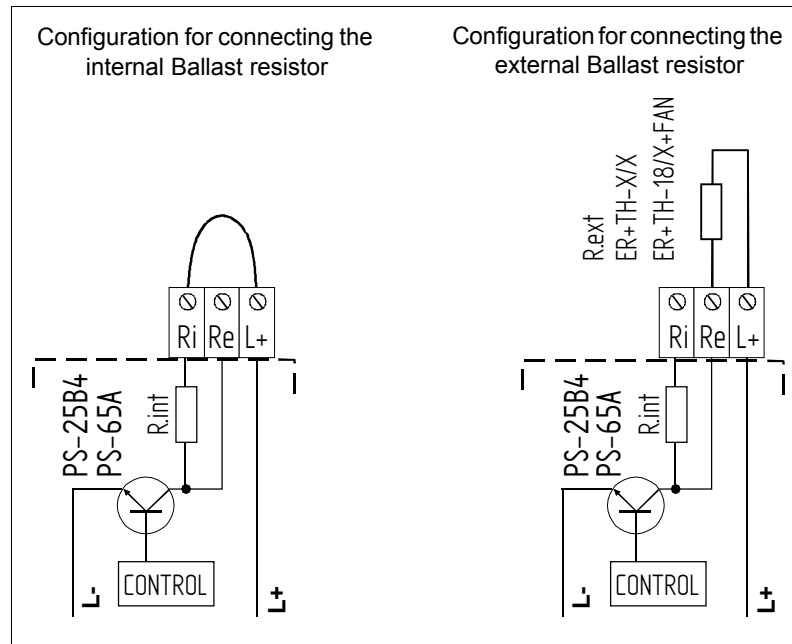 Configuration for connecting the
internal Ballast resistor
Ri Re L+
PS-25B4
PS-65A
R.int
CONTROL
L-
L+
Configuration for connecting the
external Ballast resistor
R.ext
ER+TH-X/X
ER+TH-18/X+FAN
Ri Re L+
PS-25B4
PS-65A
R.int
CONTROL
L-
L+